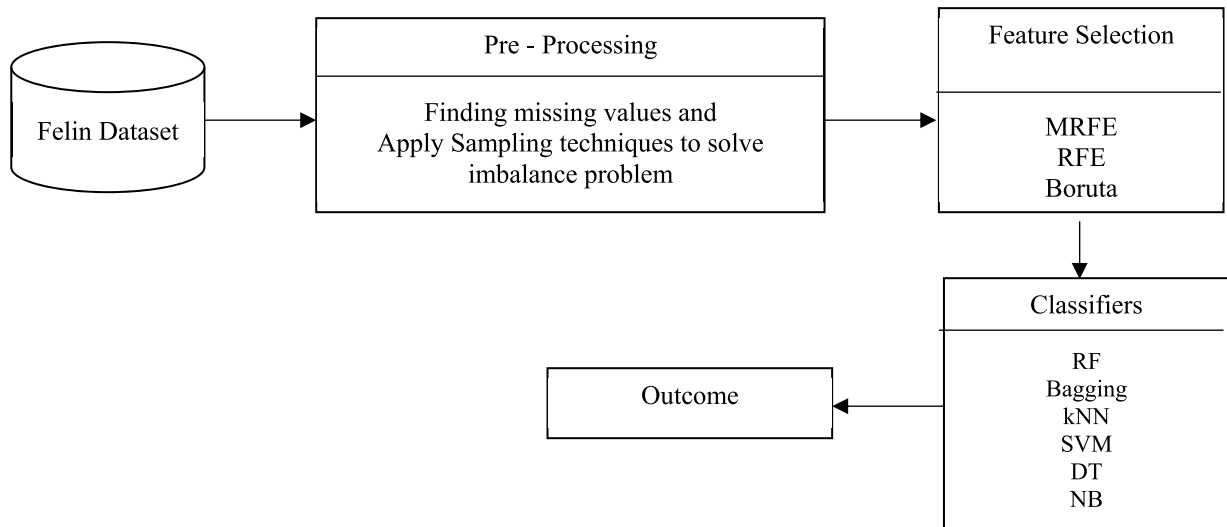 Felin Dataset
Pre - Processing
Finding missing values and
Apply Sampling techniques to solve
imbalance problem
Feature Selection
MRFE
RFE
Boruta
Classifiers
RF
Bagging
kNN
SVM
DT
NB
Outcome